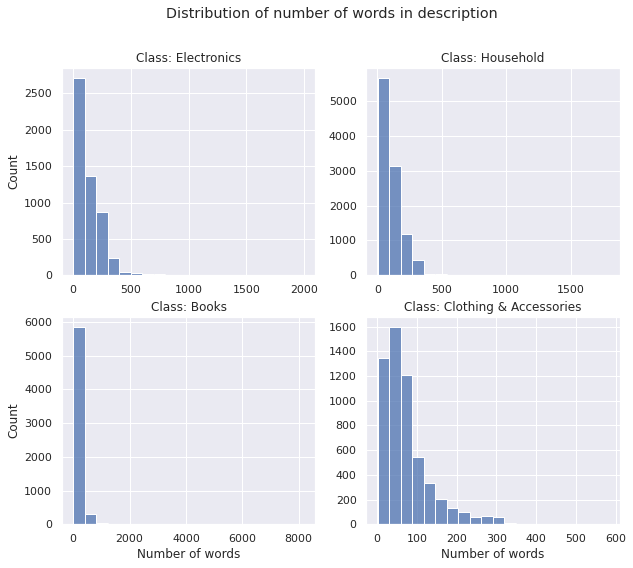 Distribution of number of words in description
Class: Electronics
Count
2500
2000
1500
1000
500
0
0 500 1000 1500 2000
Class: Household
5000
4000
3000
2000
1000
0
0 500 1000 1500
Class: Books
Count
6000
5000
4000
3000
2000
1000
0
0 2000 4000 6000 8000
Number of words
Class: Clothing & Accessories
1600
1400
1200
1000
800
600
400
200
0
0 100 200 300 400 500 600
Number of words